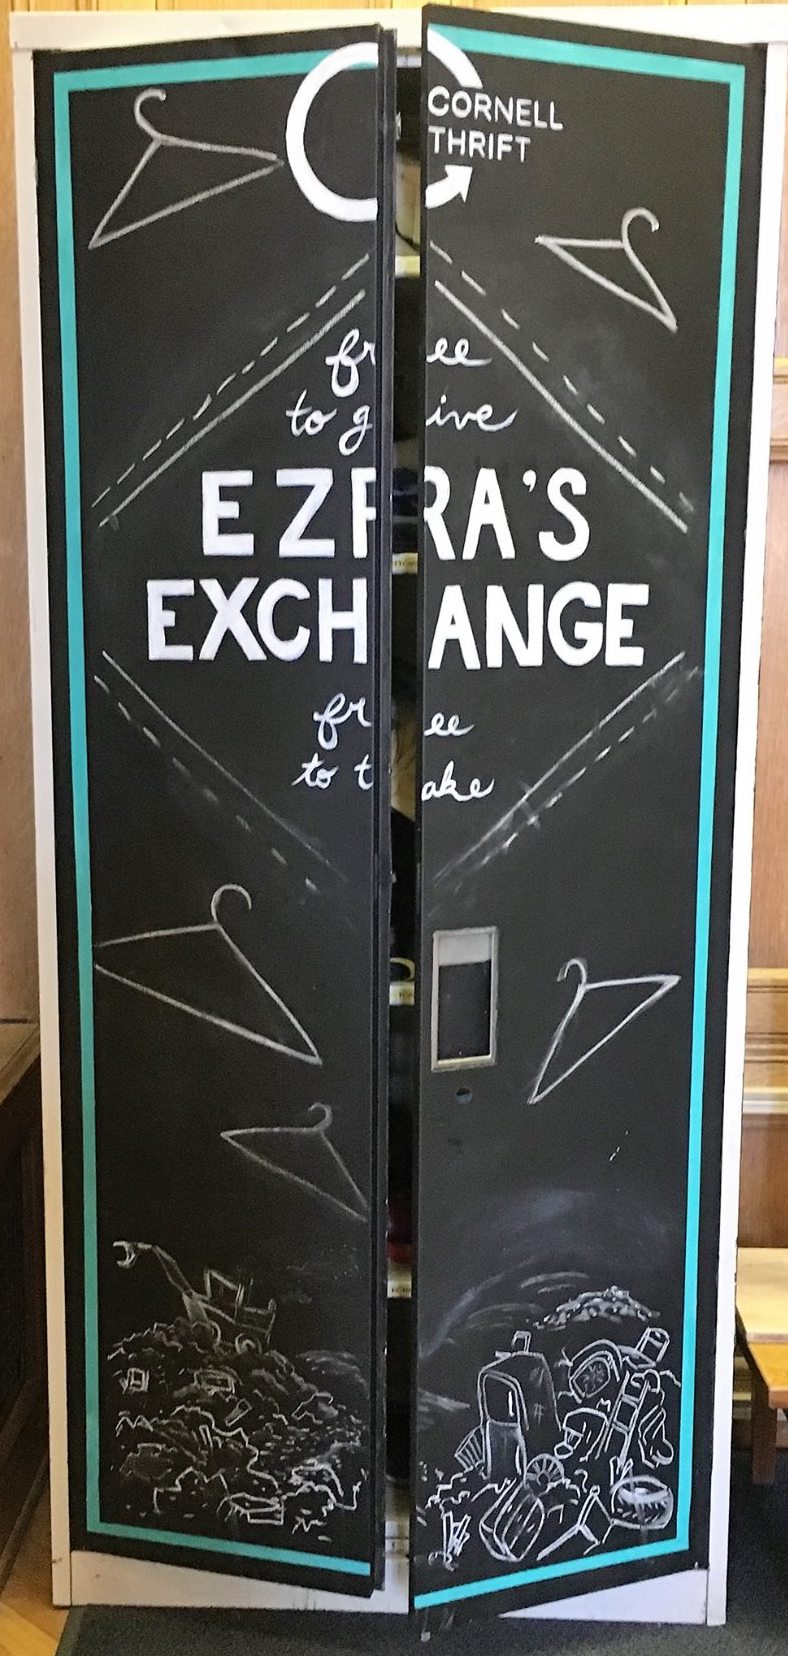 CORNELL
THRIFT
free
to give
EZRA'S
EXCHANGE
free
to take